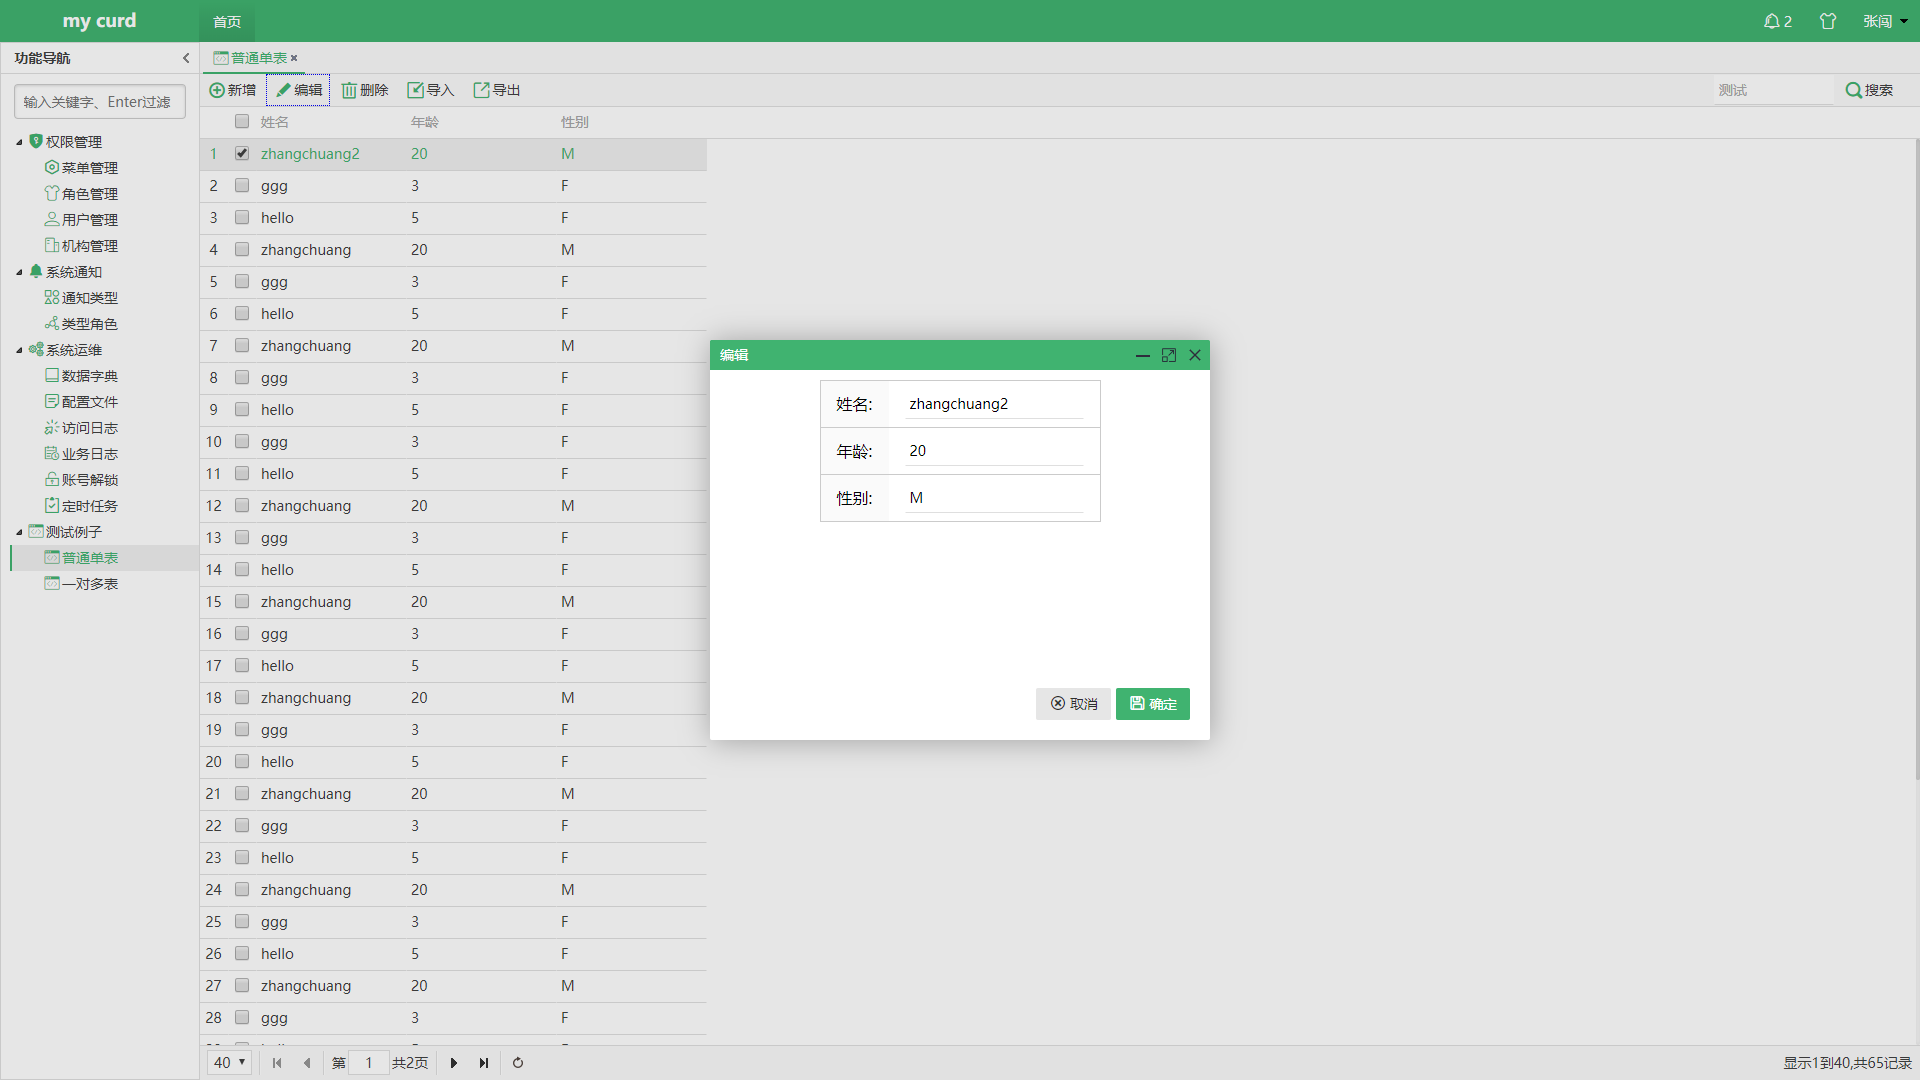 my curd
首页
2
张闯
功能导航
普通单表
输入关键字、Enter过滤
权限管理
菜单管理
角色管理
用户管理
机构管理
系统通知
通知类型
类型角色
系统运维
数据字典
配置文件
访问日志
业务日志
账号解锁
定时任务
测试例子
普通单表
一对多表
新增 编辑 删除 导入 导出
测试 搜索
姓名 年龄 性别
1 zhangchuang2 20 M
2 ggg 3 F
3 hello 5 F
4 zhangchuang 20 M
5 ggg 3 F
6 hello 5 F
7 zhangchuang 20 M
8 ggg 3 F
9 hello 5 F
10 ggg 3 F
11 hello 5 F
12 zhangchuang 20 M
13 ggg 3 F
14 hello 5 F
15 zhangchuang 20 M
16 ggg 3 F
17 hello 5 F
18 zhangchuang 20 M
19 ggg 3 F
20 hello 5 F
21 zhangchuang 20 M
22 ggg 3 F
23 hello 5 F
24 zhangchuang 20 M
25 ggg 3 F
26 hello 5 F
27 zhangchuang 20 M
28 ggg 3 F
编辑
姓名: zhangchuang2
年龄: 20
性别: M
取消 确定
40 第 1 共2页
显示1到40,共65记录